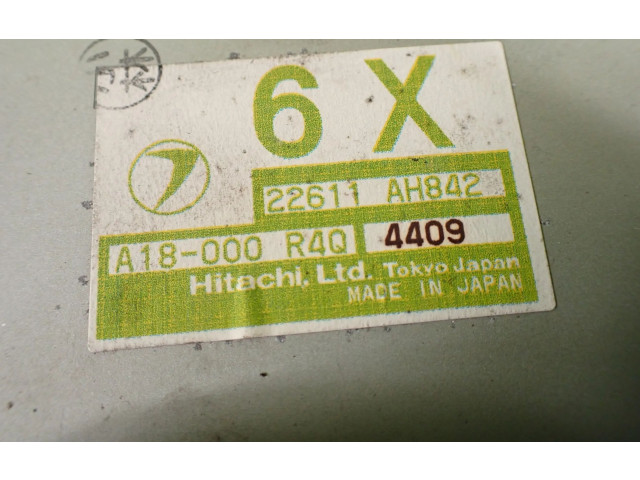 6 X
22611 AH842
A18-000 R4Q 4409
Hitachi, Ltd. Tokyo Japan
MADE IN JAPAN